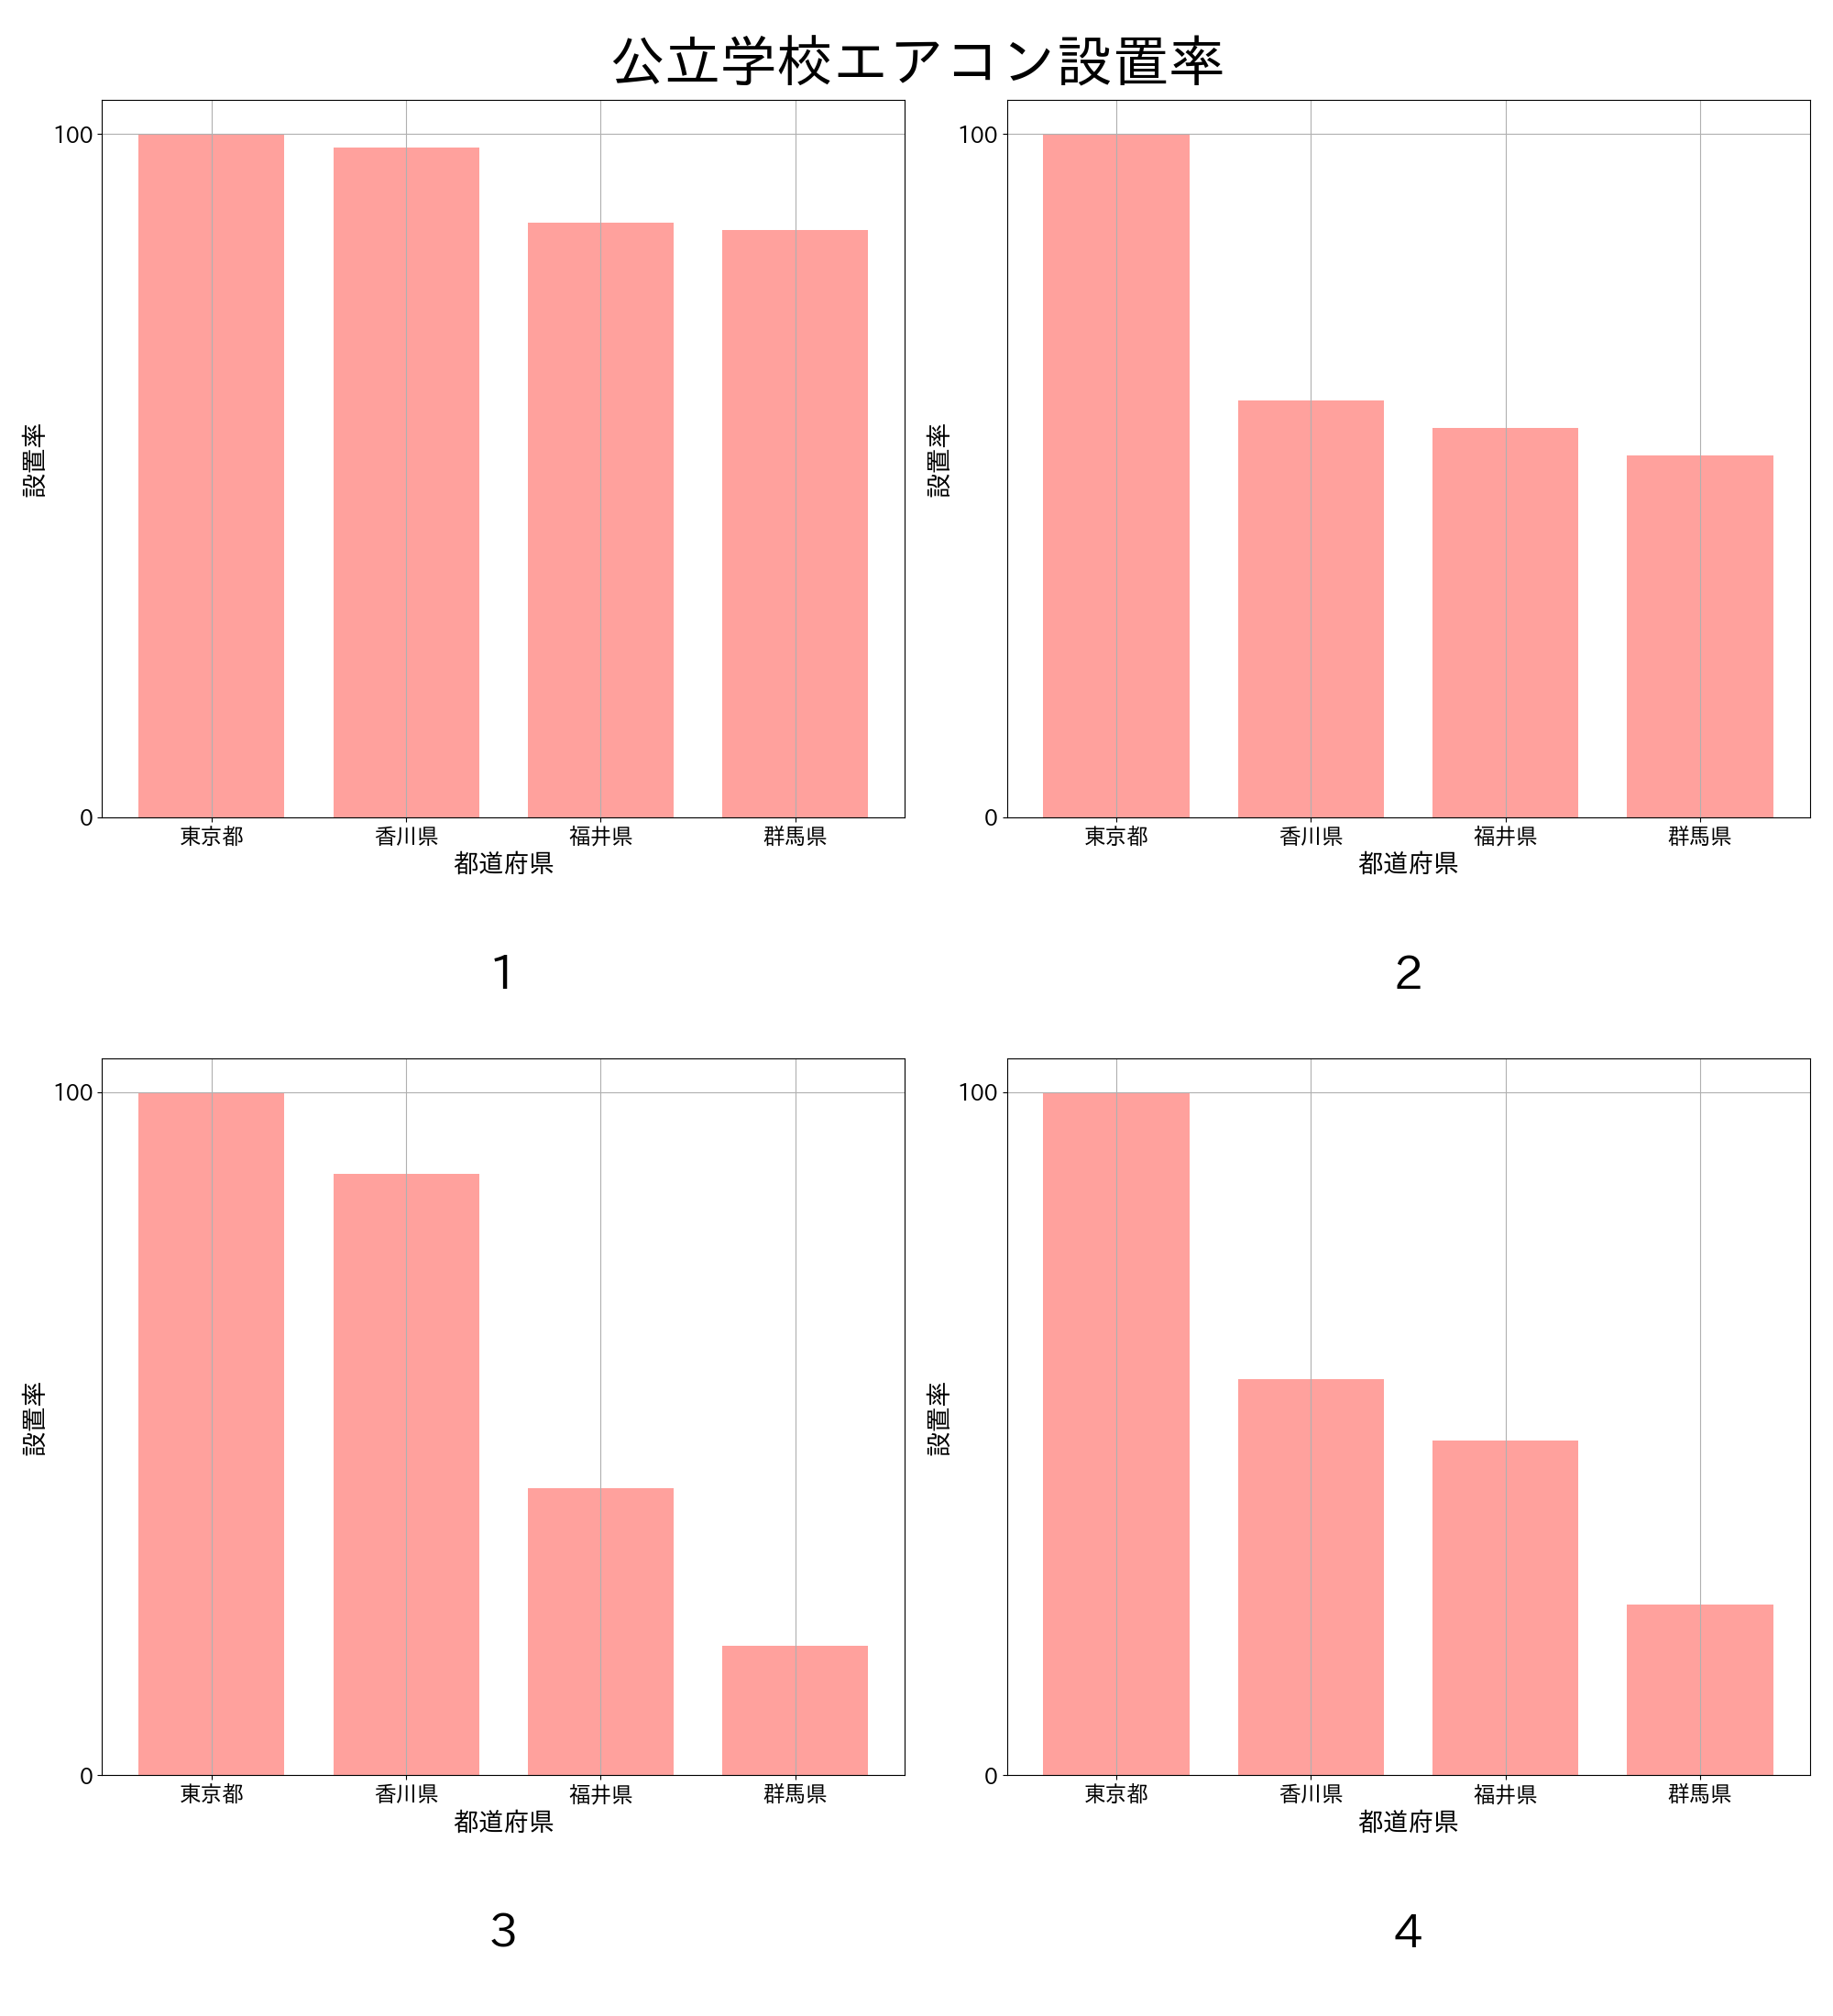 公立学校エアコン設置率
100
0
設置率
東京都 香川県 福井県 群馬県
都道府県
1
100
0
設置率
東京都 香川県 福井県 群馬県
都道府県
2
100
0
設置率
東京都 香川県 福井県 群馬県
都道府県
3
100
0
設置率
東京都 香川県 福井県 群馬県
都道府県
4